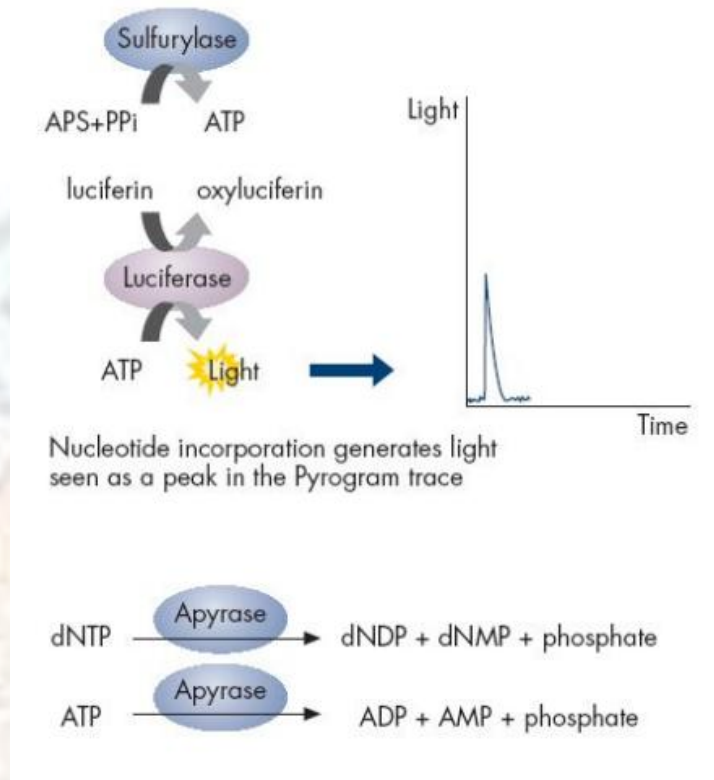 Sulfurylase
APS+PPi ATP
luciferin oxyluciferin
Luciferase
ATP Light
Light
Time
Nucleotide incorporation generates light
seen as a peak in the Pyrogram trace
Apyrase
dNTP dNDP + dNMP + phosphate
Apyrase
ATP ADP + AMP + phosphate